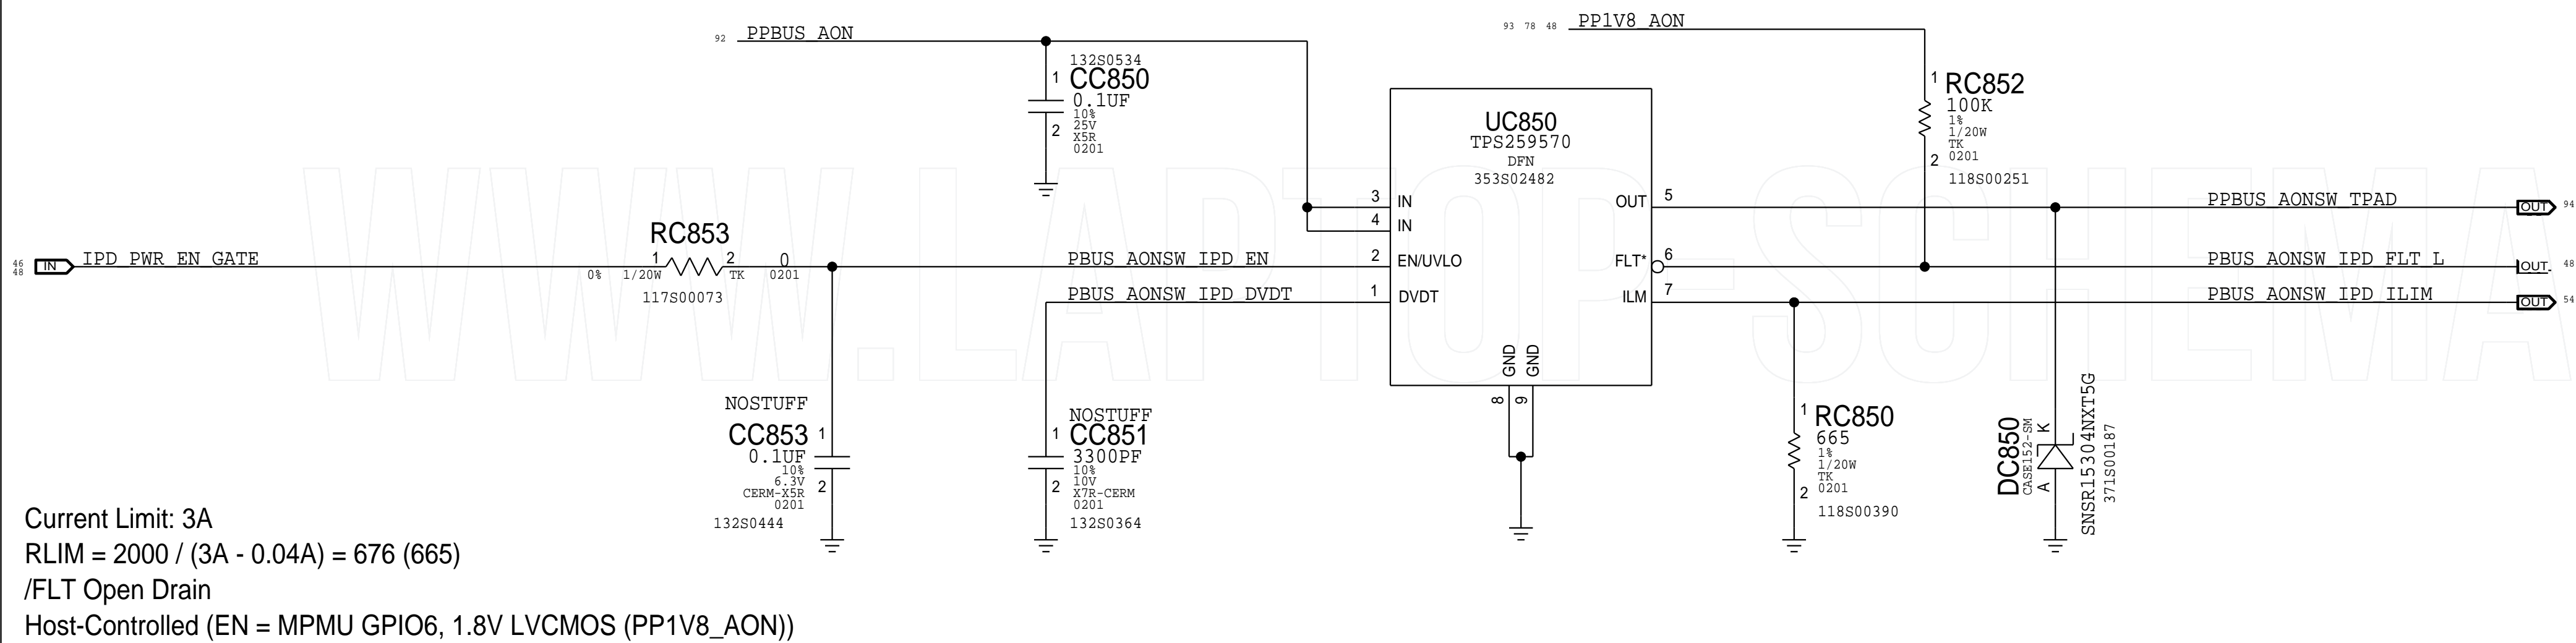 92 PPBUS_AON
93 78 48 PP1V8_AON
132S0534
1 CC850
0.1UF
10%
25V
2
X5R
0201
1 RC852
100K
1%
1/20W
TK
2
0201
118S00251
UC850
TPS259570
DFN
353S02482
3 IN
4 IN
2 EN/UVLO
1 DVDT
OUT 5
FLT* 6
ILM 7
GND
GND
8
9
PPBUS_AONSW_TPAD OUT 94
PBUS_AONSW_IPD_FLT_L OUT 48
PBUS_AONSW_IPD_ILIM OUT 54
46
48
IN IPD_PWR_EN_GATE
RC853
1 2 0
0% 1/20W TK 0201
117S00073
PBUS_AONSW_IPD_EN
PBUS_AONSW_IPD_DVDT
NOSTUFF
CC853 1
0.1UF
10%
6.3V
2
CERM-X5R
0201
132S0444
NOSTUFF
1 CC851
3300PF
10%
10V
2
X7R-CERM
0201
132S0364
1 RC850
665
1%
1/20W
TK
2
0201
118S00390
DC850
CASE152-SM
A K
SNSR15304NXT5G
371S00187
Current Limit: 3A
RLIM = 2000 / (3A - 0.04A) = 676 (665)
/FLT Open Drain
Host-Controlled (EN = MPMU GPIO6, 1.8V LVCMOS (PP1V8_AON))
WWW.LAPTOP-SCHEMA